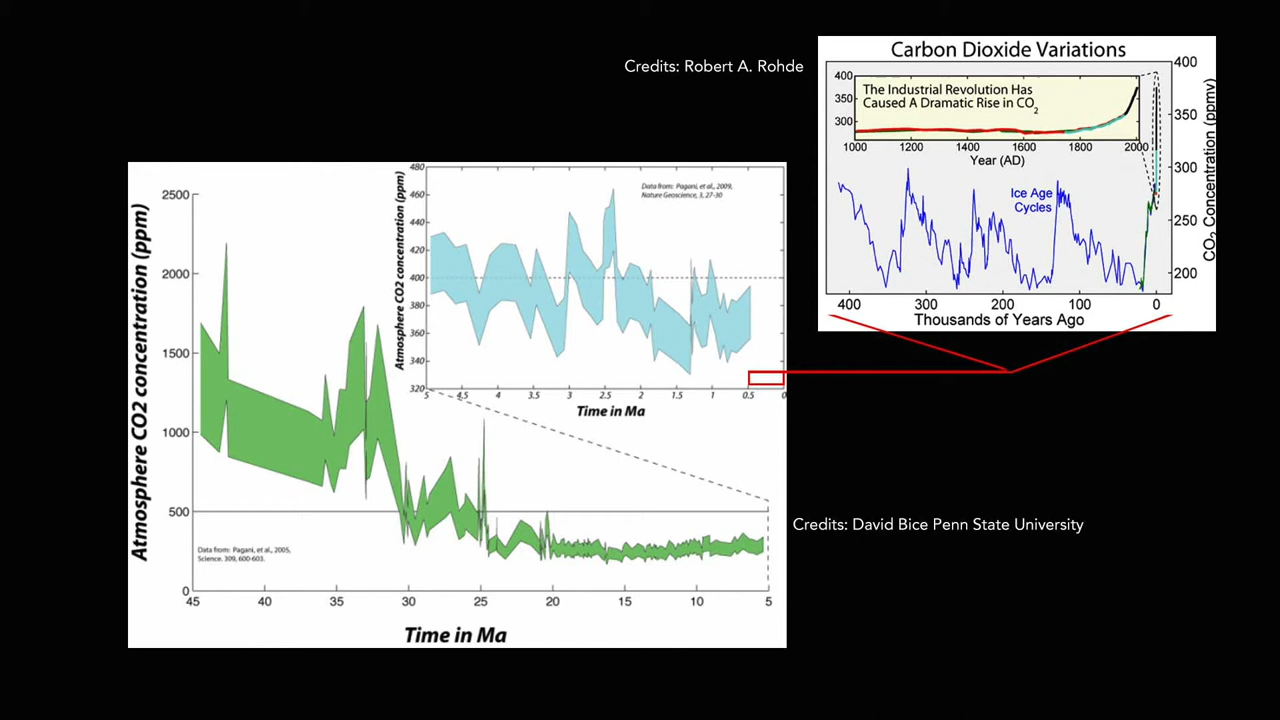 Credits: Robert A. Rohde
Carbon Dioxide Variations
400
350
300
The Industrial Revolution Has
Caused A Dramatic Rise in CO2
1000 1200 1400 1600 1800 2000
Year (AD)
Ice Age
Cycles
400
350
300
250
200
CO2 Concentration (ppmv)
400 300 200 100 0
Thousands of Years Ago
Atmosphere CO2 concentration (ppm)
2500
2000
1500
1000
500
0
Data from: Pagani, et al., 2005,
Science. 309, 600-603.
45 40 35 30 25 20 15 10 5
Time in Ma
Atmosphere CO2 concentration (ppm)
480
460
440
420
400
380
360
340
320
Data from: Pagani, et al., 2009,
Nature Geoscience, 3, 27-30
5 4.5 4 3.5 3 2.5 2 1.5 1 0.5 0
Time in Ma
Credits: David Bice Penn State University